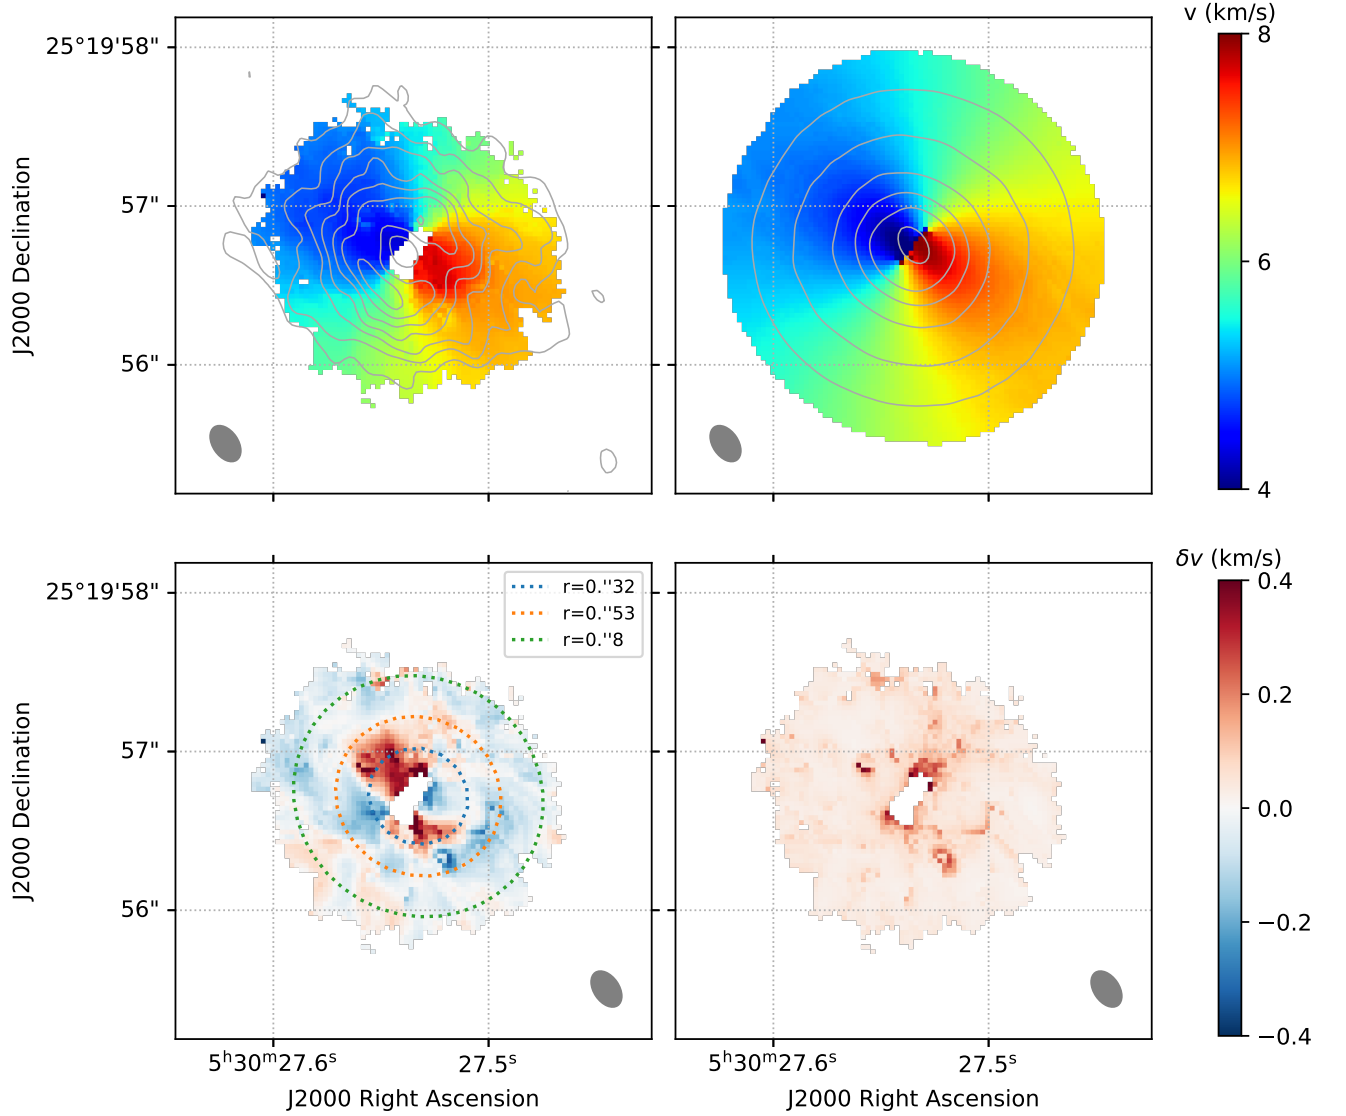 v (km/s)
25°19'58"
57"
56"
J2000 Declination
8
6
4
δv (km/s)
25°19'58"
57"
56"
J2000 Declination
r=0.''32
r=0.''53
r=0.''8
0.4
0.2
0.0
−0.2
−0.4
5ʰ30ᵐ27.6ˢ
27.5ˢ
5ʰ30ᵐ27.6ˢ
27.5ˢ
J2000 Right Ascension
J2000 Right Ascension